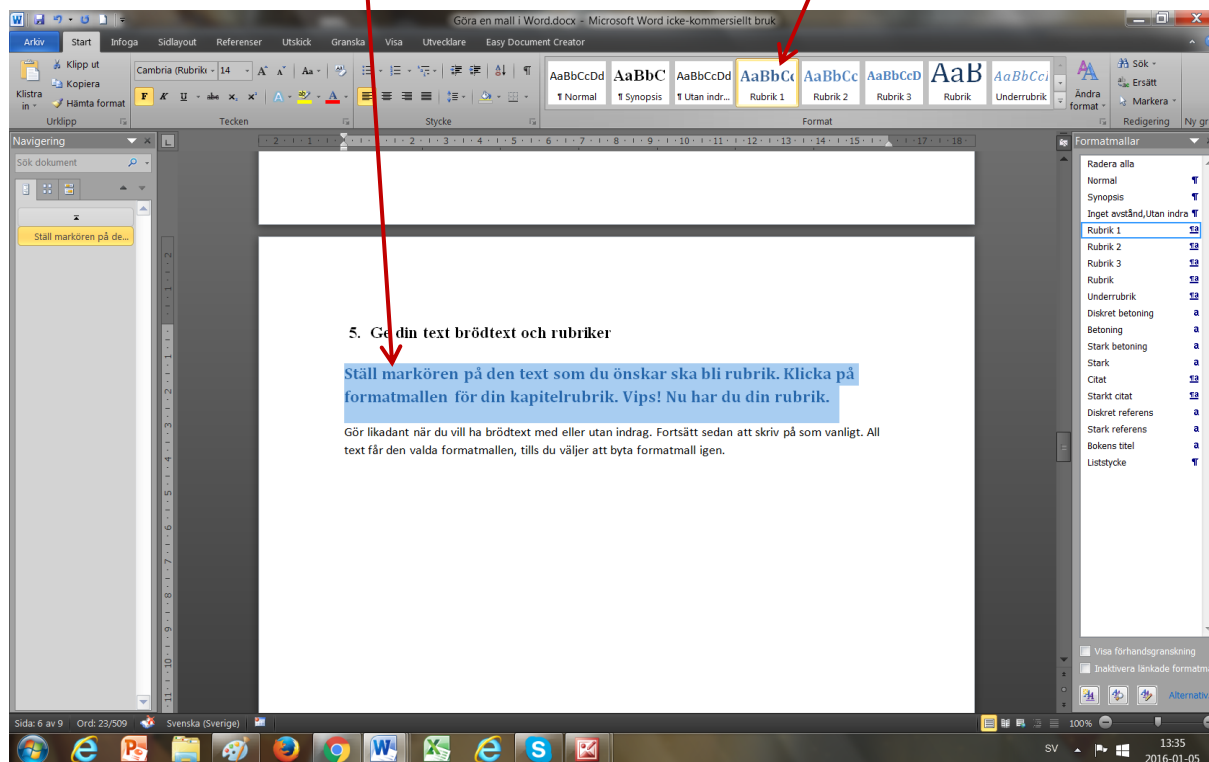 Göra en mall i Word.docx - Microsoft Word icke-kommersiellt bruk
Arkiv Start Infoga Sidlayout Referenser Utskick Granska Visa Utvecklare Easy Document Creator
Klistra in
Klipp ut
Kopiera
Hämta format
Urklipp
Cambria (Rubrik 14
F K U abc
Tecken
Stycke
AaBbCcDd AaBbC AaBbCcDd AaBbCc AaBbCc AaBbCcD AaB AaBbCci
¶ Normal ¶ Synopsis ¶ Utan indr... Rubrik 1 Rubrik 2 Rubrik 3 Rubrik Underrubrik
Format
Ändra format
Sök
Ersätt
Markera
Redigering
Ny gr
Navigering
Sök dokument
Ställ markören på de...
5. Ge din text brödtext och rubriker
Ställ markören på den text som du önskar ska bli rubrik. Klicka på
formatmallen för din kapitelrubrik. Vips! Nu har du din rubrik.
Gör likadant när du vill ha brödtext med eller utan indrag. Fortsätt sedan att skriv på som vanligt. All
text får den valda formatmallen, tills du väljer att byta formatmall igen.
Formatmallar
Radera alla
Normal ¶
Synopsis ¶
Inget avstånd,Utan indra ¶
Rubrik 1 ¶a
Rubrik 2 ¶a
Rubrik 3 ¶a
Rubrik ¶a
Underrubrik ¶a
Diskret betoning a
Betoning a
Stark betoning a
Stark a
Citat ¶a
Starkt citat ¶a
Diskret referens a
Stark referens a
Bokens titel a
Liststycke ¶
Visa förhandsgranskning
Inaktivera länkade formatm
Alternativ
Sida: 6 av 9 Ord: 23/509 Svenska (Sverige) 100%
SV 13:35
2016-01-05